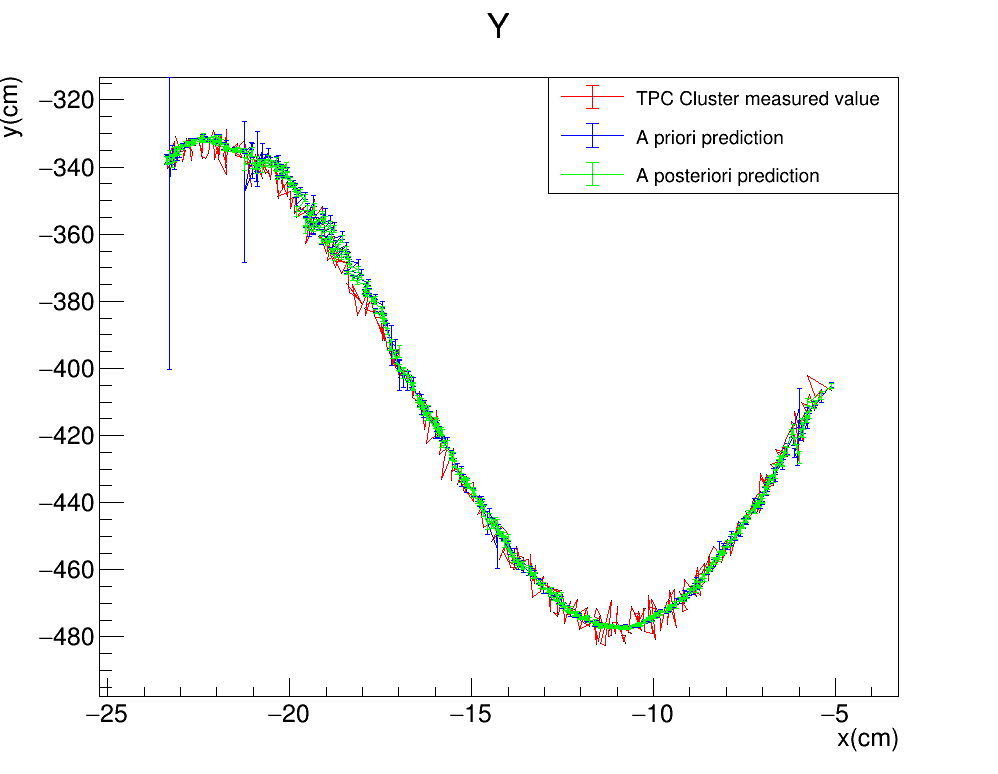 Y
y(cm)
TPC Cluster measured value
A priori prediction
A posteriori prediction
−320
−340
−360
−380
−400
−420
−440
−460
−480
−25 −20 −15 −10 −5
x(cm)